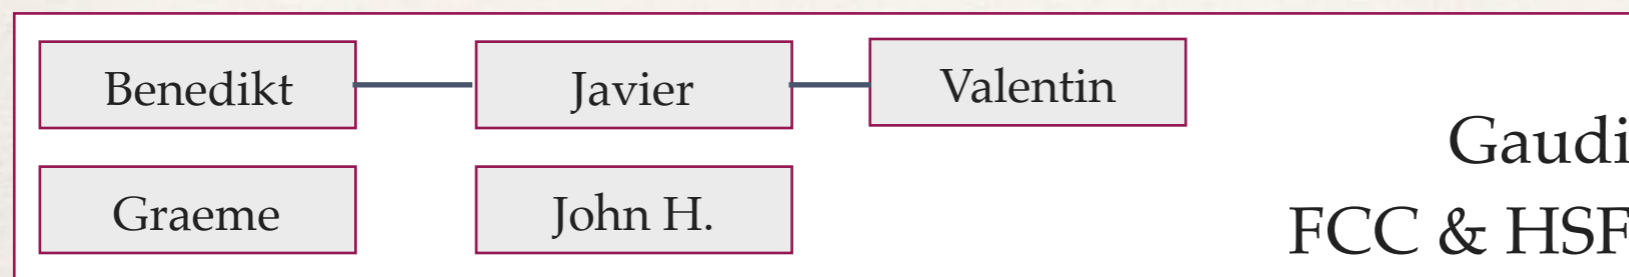 Benedikt
Javier
Valentin
Graeme
John H.
Gaudi
FCC & HSF